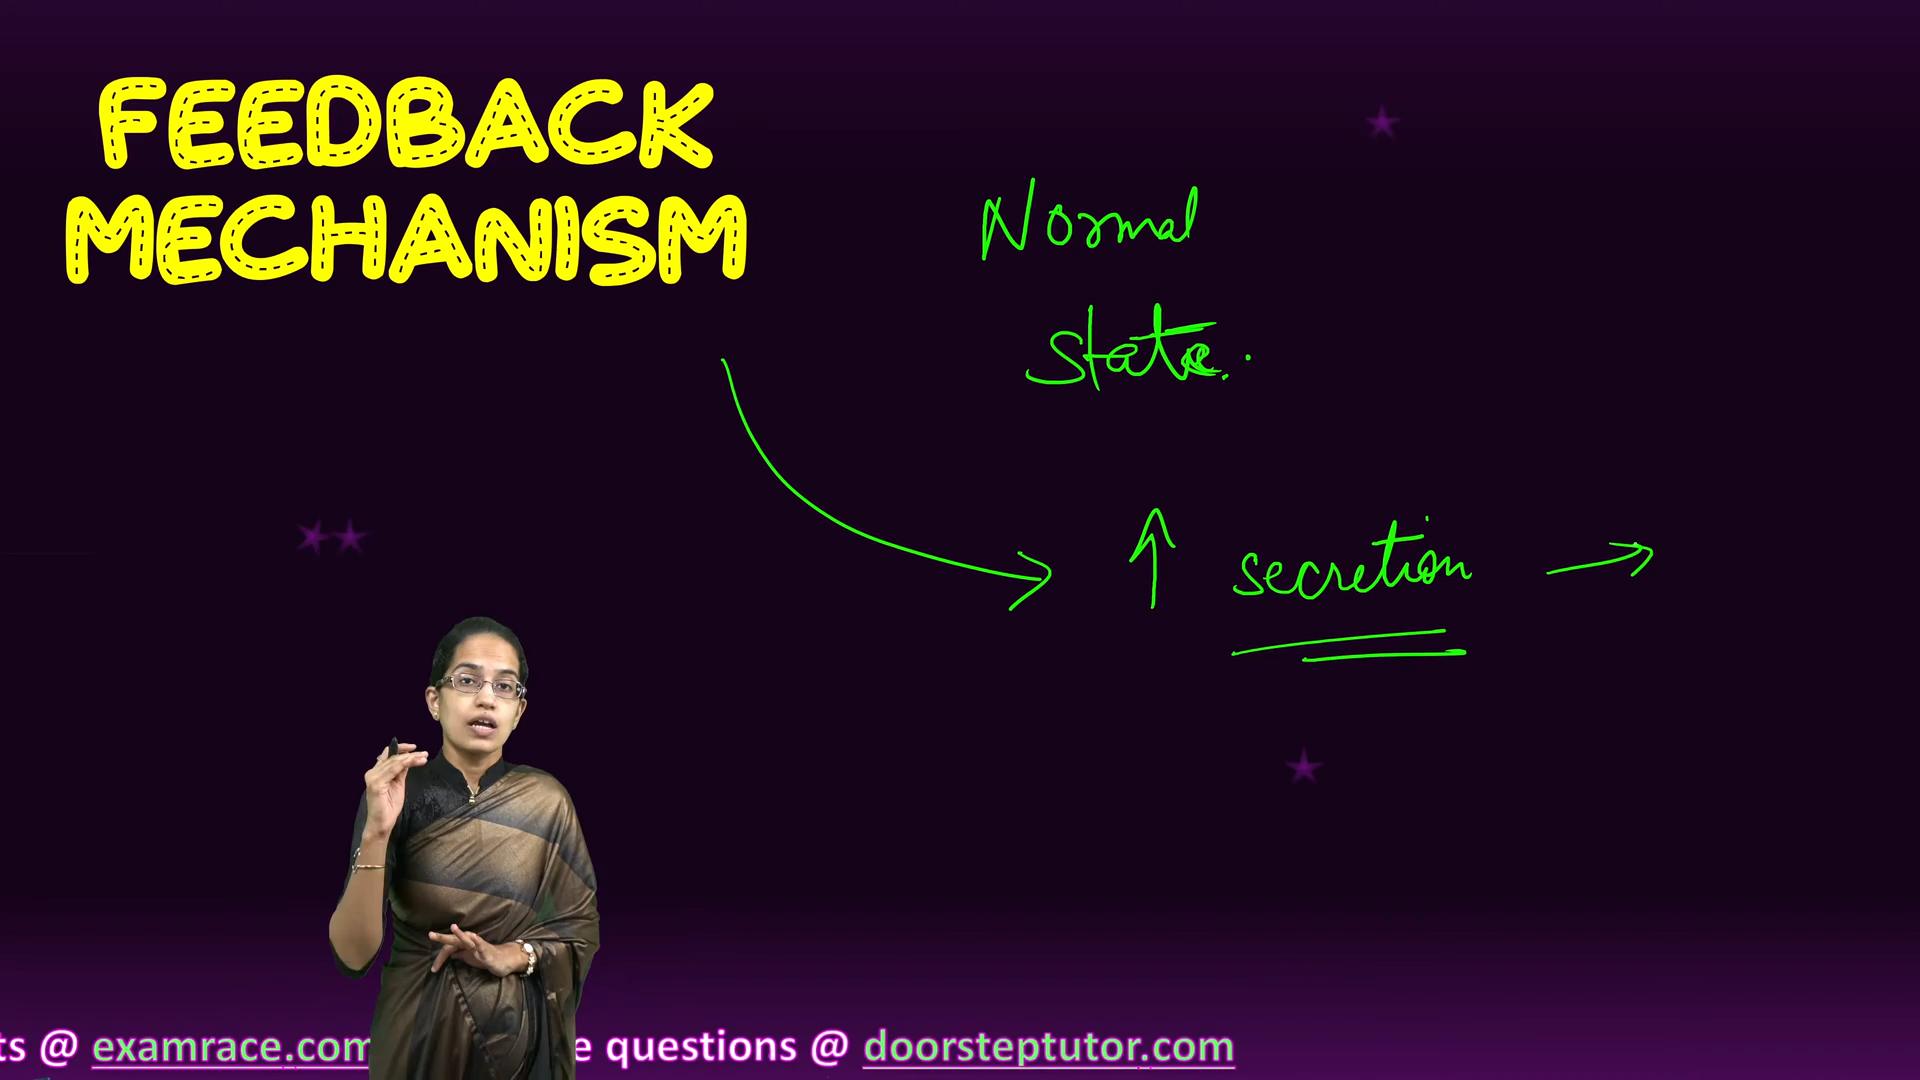 FEEDBACK
MECHANISM
Normal
State.
↑ secretion →
ts @ examrace.com e questions @ doorsteptutor.com